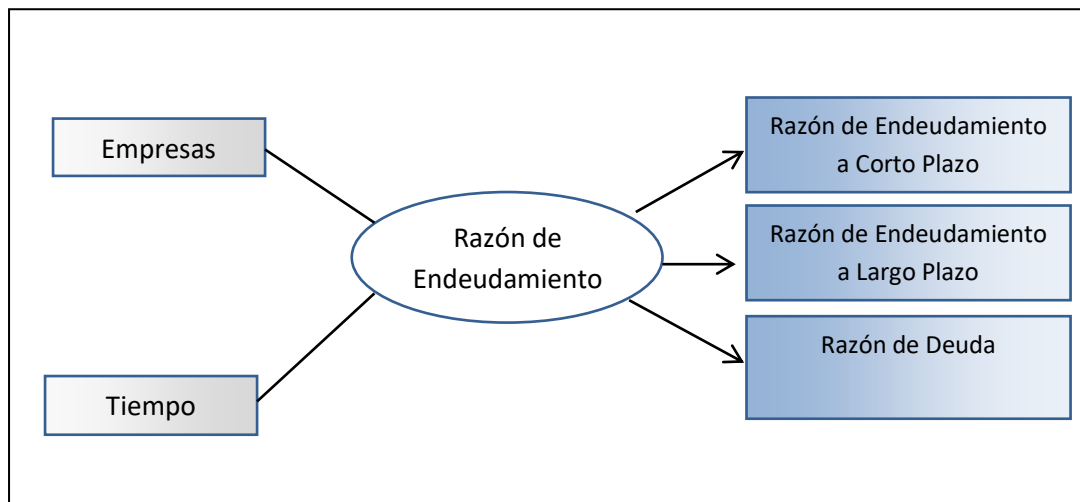 Empresas
Tiempo
Razón de
Endeudamiento
Razón de Endeudamiento
a Corto Plazo
Razón de Endeudamiento
a Largo Plazo
Razón de Deuda